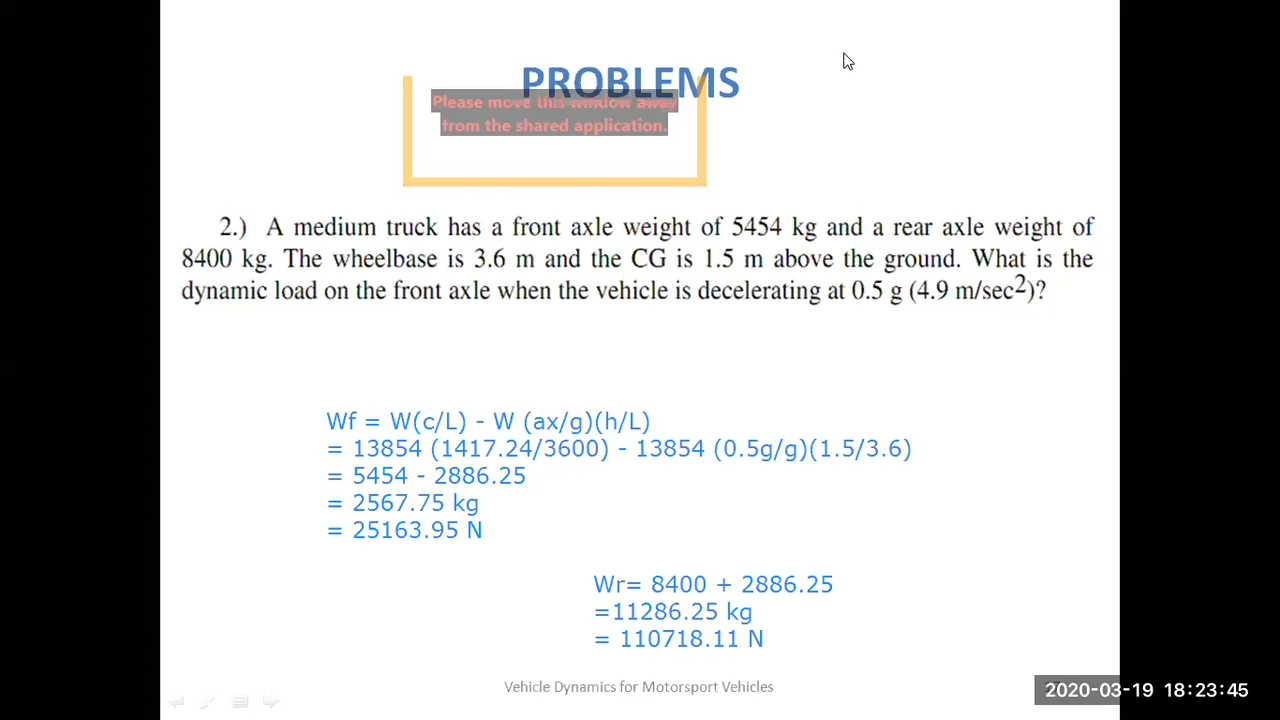 PROBLEMS
Please move this window away
from the shared application.
2.) A medium truck has a front axle weight of 5454 kg and a rear axle weight of
8400 kg. The wheelbase is 3.6 m and the CG is 1.5 m above the ground. What is the
dynamic load on the front axle when the vehicle is decelerating at 0.5 g (4.9 m/sec2)?
Wf = W(c/L) - W (ax/g)(h/L)
= 13854 (1417.24/3600) - 13854 (0.5g/g)(1.5/3.6)
= 5454 - 2886.25
= 2567.75 kg
= 25163.95 N
Wr= 8400 + 2886.25
=11286.25 kg
= 110718.11 N
Vehicle Dynamics for Motorsport Vehicles
2020-03-19 18:23:45